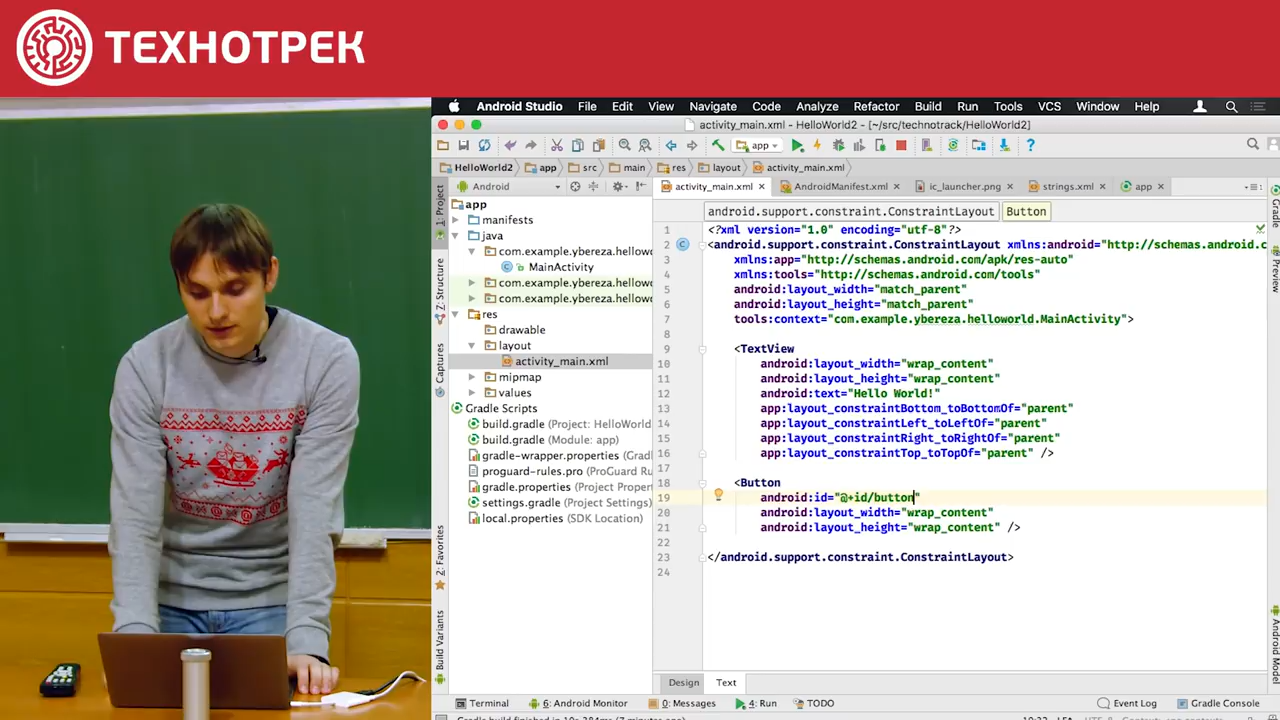 ТЕХНОТРЕК
Android Studio File Edit View Navigate Code Analyze Refactor Build Run Tools VCS Window Help
activity_main.xml - HelloWorld2 - [~/src/technotrack/HelloWorld2]
app
HelloWorld2 app src main res layout activity_main.xml
1: Project
7: Structure
Captures
2: Favorites
Build Variants
Android
app
manifests
java
com.example.ybereza.hellowo
MainActivity
com.example.ybereza.hellowo
com.example.ybereza.hellowo
res
drawable
layout
activity_main.xml
mipmap
values
Gradle Scripts
build.gradle (Project: HelloWorld
build.gradle (Module: app)
gradle-wrapper.properties (Grad
proguard-rules.pro (ProGuard Ru
gradle.properties (Project Proper
settings.gradle (Project Settings)
local.properties (SDK Location)
activity_main.xml AndroidManifest.xml ic_launcher.png strings.xml app
android.support.constraint.ConstraintLayout Button
1 <?xml version="1.0" encoding="utf-8"?>
2 <android.support.constraint.ConstraintLayout xmlns:android="http://schemas.android.c
3 xmlns:app="http://schemas.android.com/apk/res-auto"
4 xmlns:tools="http://schemas.android.com/tools"
5 android:layout_width="match_parent"
6 android:layout_height="match_parent"
7 tools:context="com.example.ybereza.helloworld.MainActivity">
8
9 <TextView
10 android:layout_width="wrap_content"
11 android:layout_height="wrap_content"
12 android:text="Hello World!"
13 app:layout_constraintBottom_toBottomOf="parent"
14 app:layout_constraintLeft_toLeftOf="parent"
15 app:layout_constraintRight_toRightOf="parent"
16 app:layout_constraintTop_toTopOf="parent" />
17
18 <Button
19 android:id="@+id/button"
20 android:layout_width="wrap_content"
21 android:layout_height="wrap_content" />
22
23 </android.support.constraint.ConstraintLayout>
24
Gradle
Preview
Android Model
Design Text
Terminal 6: Android Monitor 0: Messages 4: Run TODO Event Log Gradle Console